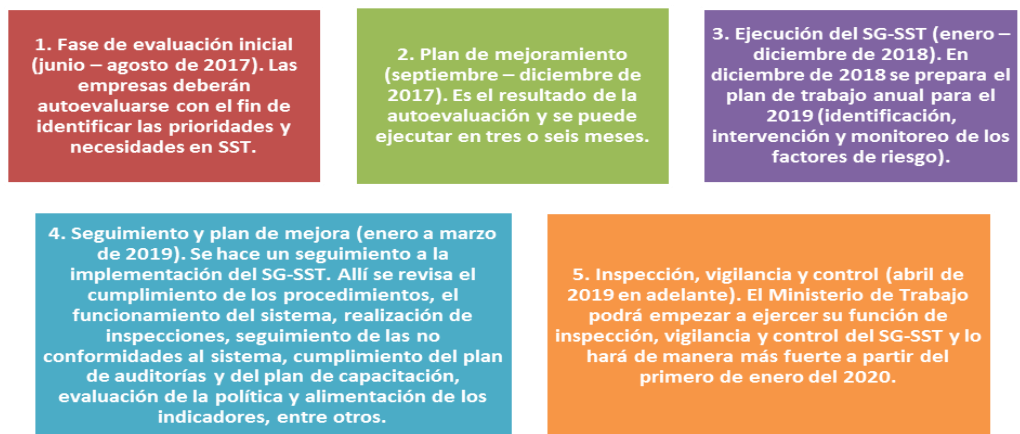 1. Fase de evaluación inicial
(junio – agosto de 2017). Las
empresas deberán
autoevaluarse con el fin de
identificar las prioridades y
necesidades en SST.
2. Plan de mejoramiento
(septiembre – diciembre de
2017). Es el resultado de la
autoevaluación y se puede
ejecutar en tres o seis meses.
3. Ejecución del SG-SST (enero –
diciembre de 2018). En
diciembre de 2018 se prepara el
plan de trabajo anual para el
2019 (identificación,
intervención y monitoreo de los
factores de riesgo).
4. Seguimiento y plan de mejora (enero a marzo
de 2019). Se hace un seguimiento a la
implementación del SG-SST. Allí se revisa el
cumplimiento de los procedimientos, el
funcionamiento del sistema, realización de
inspecciones, seguimiento de las no
conformidades al sistema, cumplimiento del plan
de auditorías y del plan de capacitación,
evaluación de la política y alimentación de los
indicadores, entre otros.
5. Inspección, vigilancia y control (abril de
2019 en adelante). El Ministerio de Trabajo
podrá empezar a ejercer su función de
inspección, vigilancia y control del SG-SST y lo
hará de manera más fuerte a partir del
primero de enero del 2020.